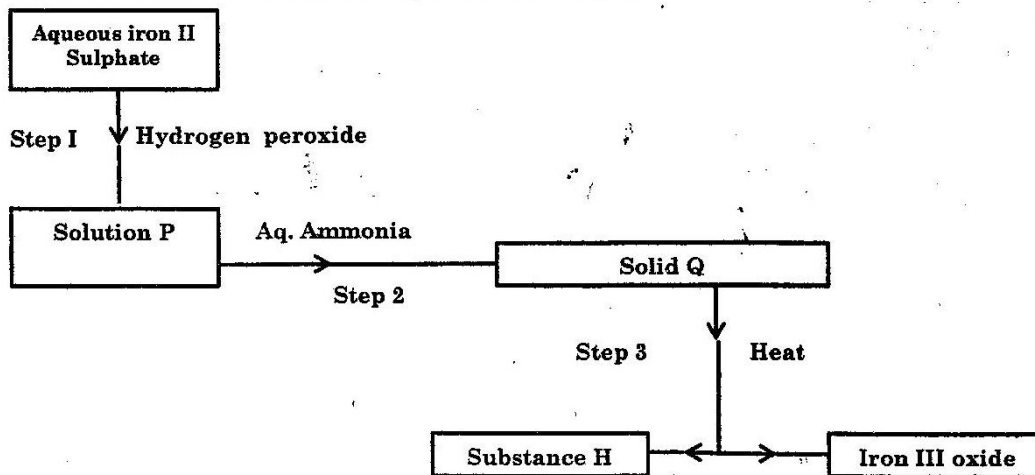 Aqueous iron II
Sulphate
Step I
Hydrogen peroxide
Solution P
Aq. Ammonia
Step 2
Solid Q
Step 3
Heat
Substance H
Iron III oxide